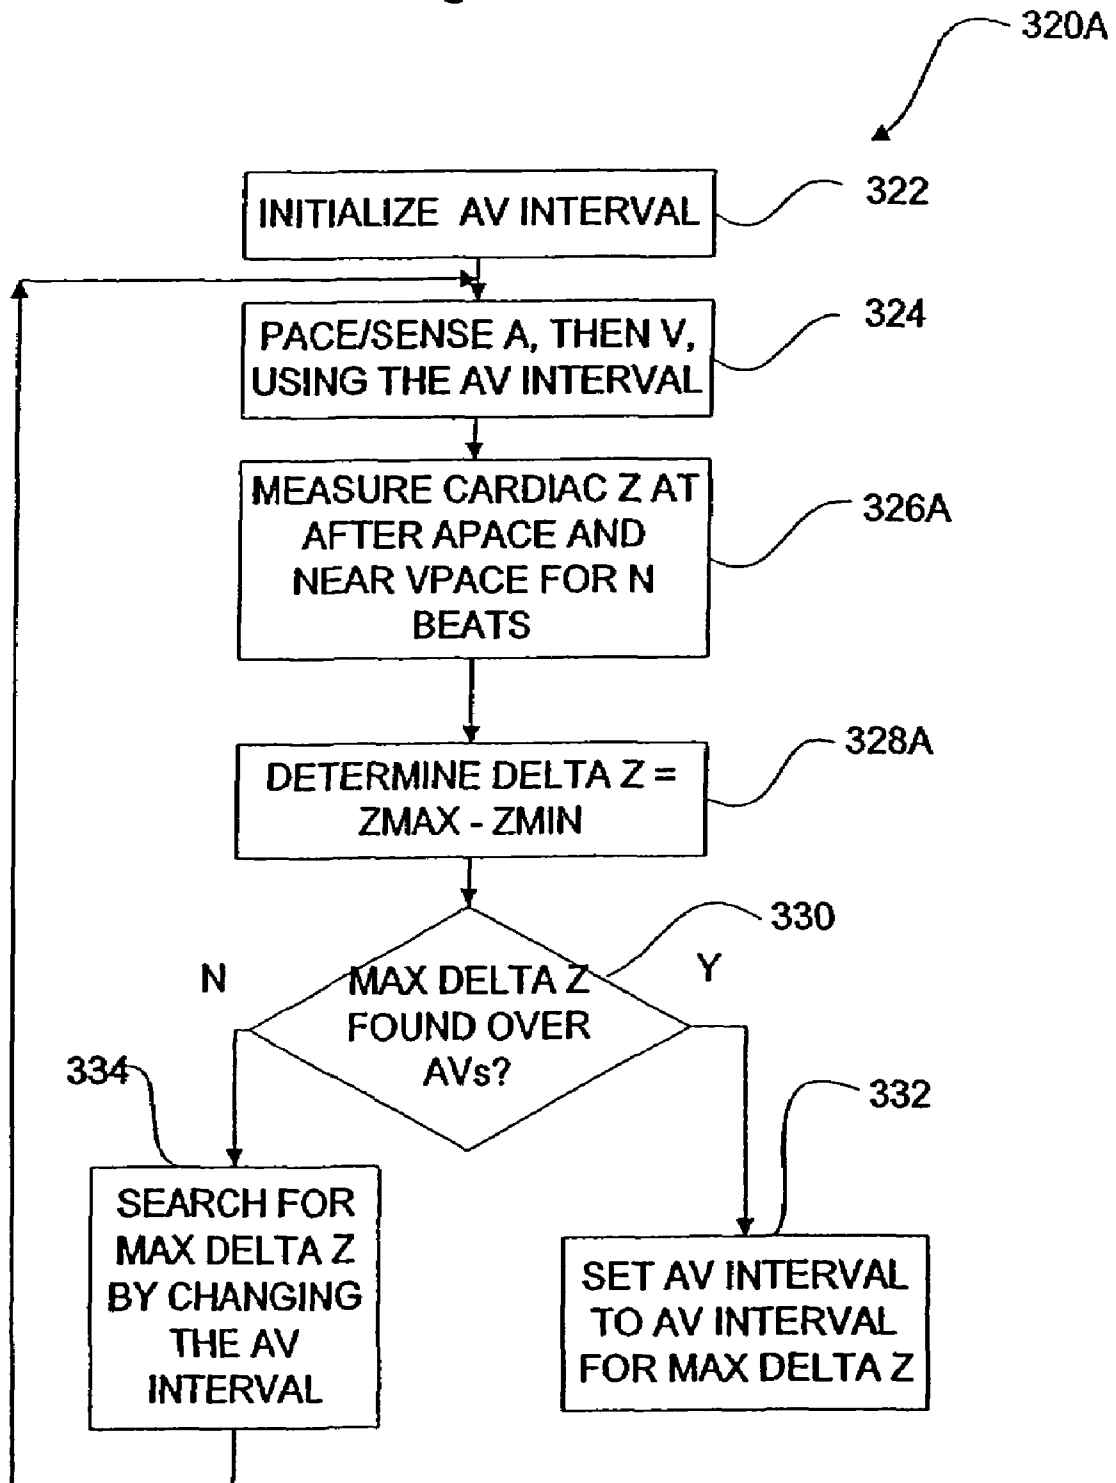 320A
INITIALIZE AV INTERVAL
322
PACE/SENSE A, THEN V,
USING THE AV INTERVAL
324
MEASURE CARDIAC Z AT
AFTER APACE AND
NEAR VPACE FOR N
BEATS
326A
DETERMINE DELTA Z =
ZMAX - ZMIN
328A
330
N
Y
MAX DELTA Z
FOUND OVER
AVs?
334
332
SEARCH FOR
MAX DELTA Z
BY CHANGING
THE AV
INTERVAL
SET AV INTERVAL
TO AV INTERVAL
FOR MAX DELTA Z